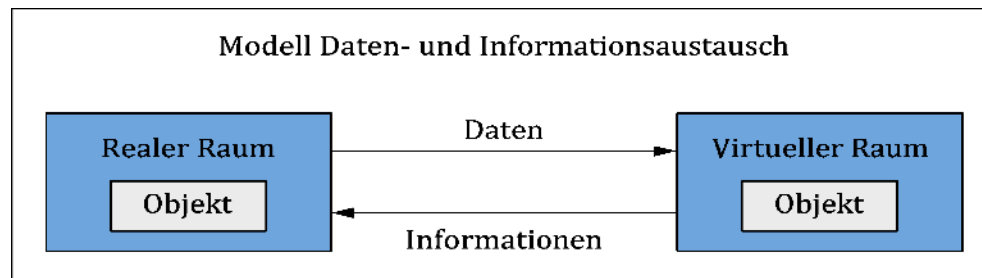 Modell Daten- und Informationsaustausch
Daten
Realer Raum
Virtueller Raum
Objekt
Objekt
Informationen